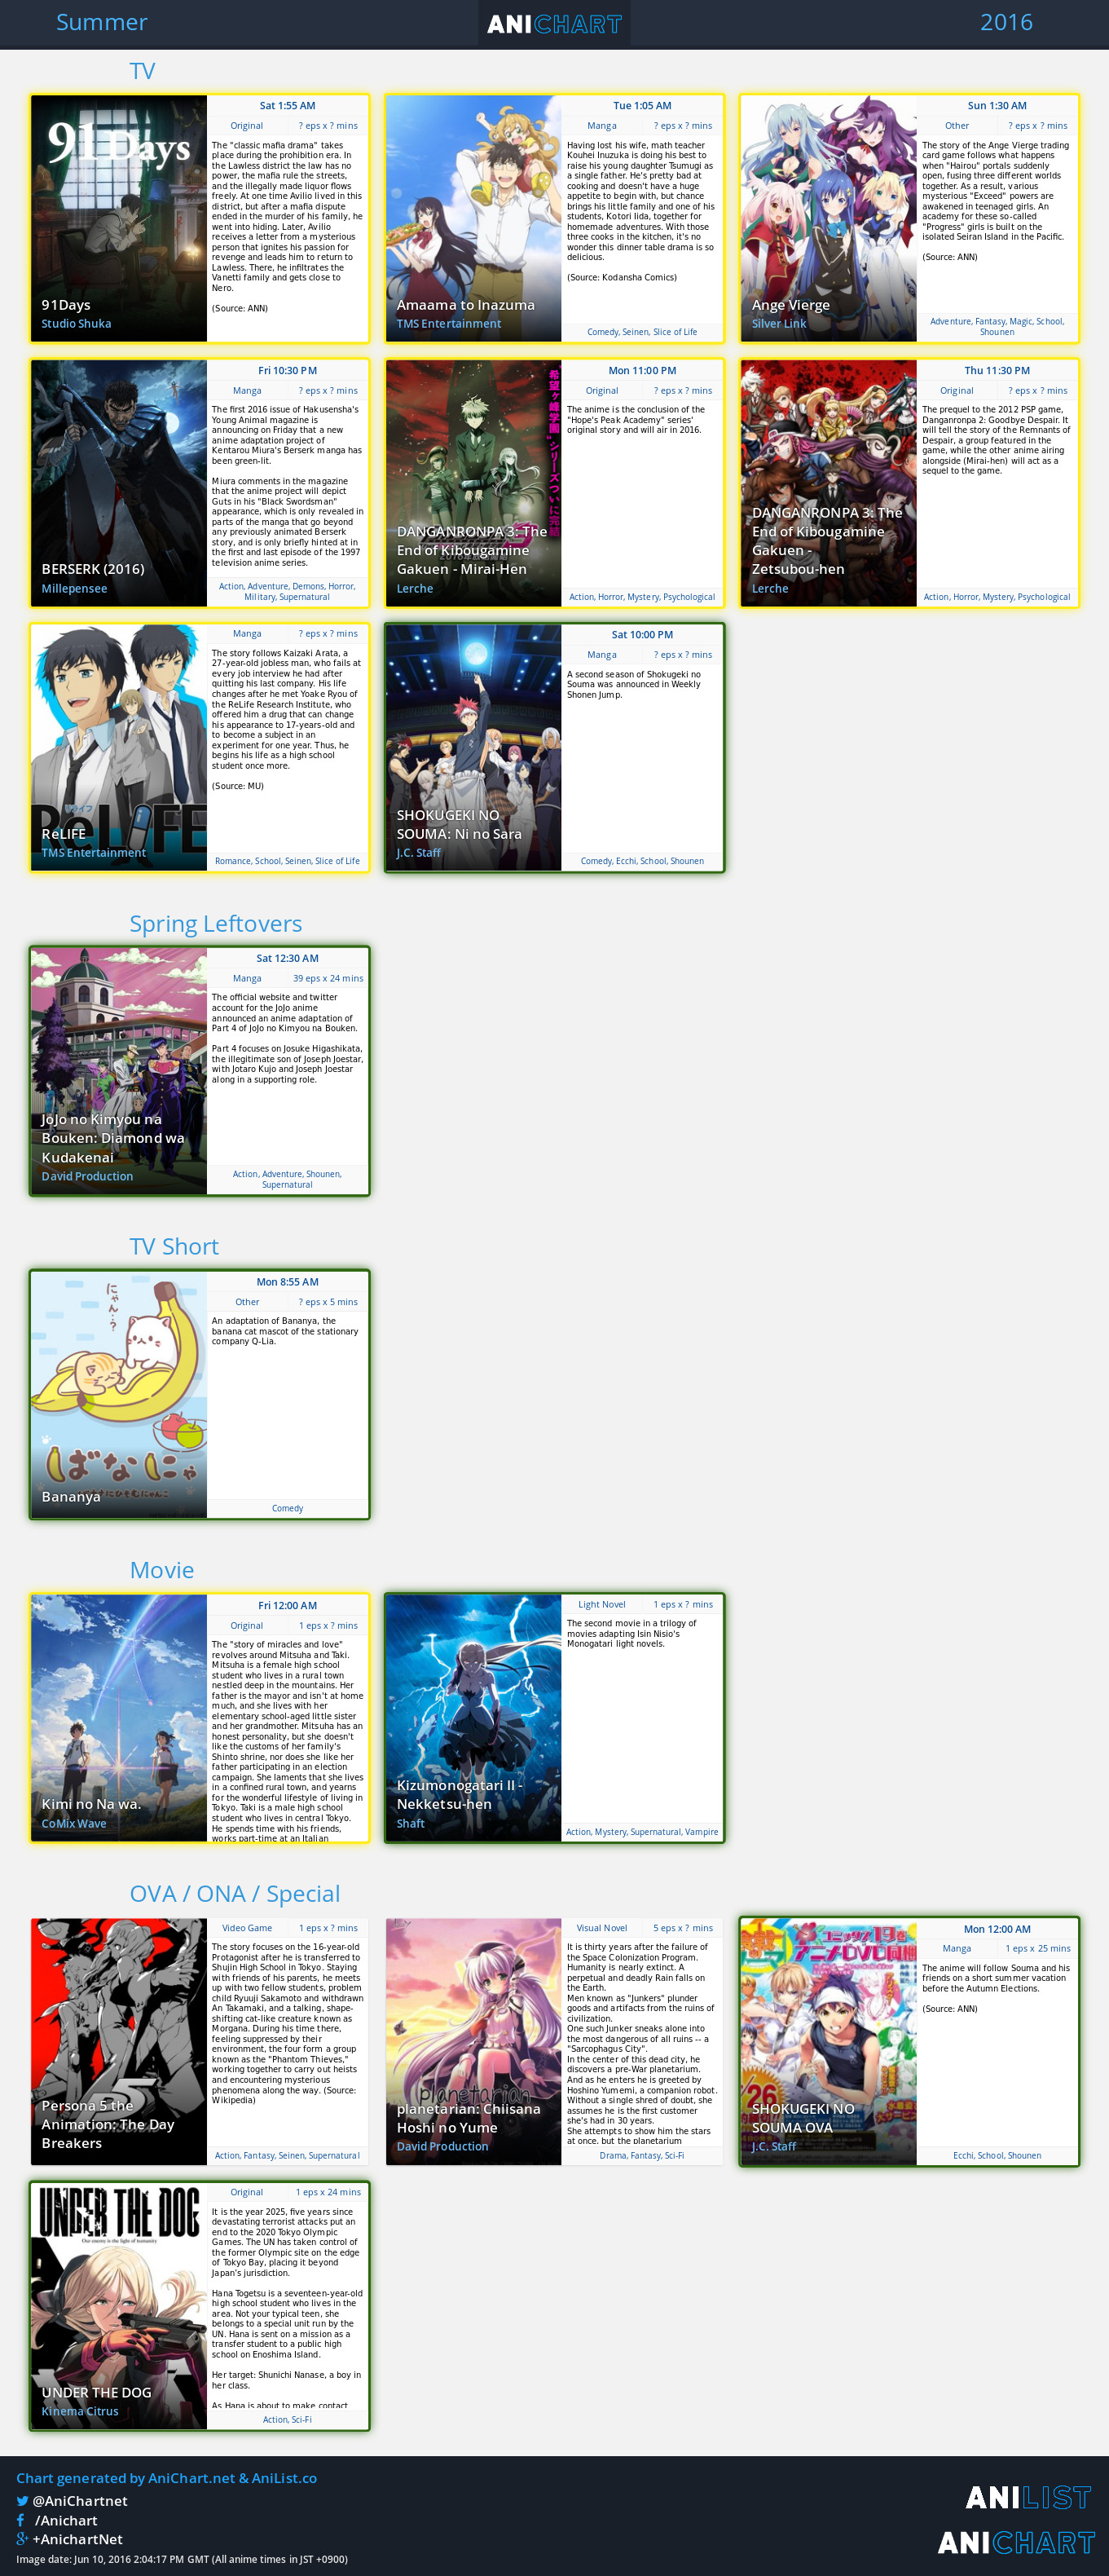 Summer
ANICHART
2016
TV
91Days
91Days
Studio Shuka
Sat 1:55 AM
Original
? eps x ? mins
The "classic mafia drama" takes
place during the prohibition era. In
the Lawless district the law has no
power, the mafia rule the streets,
and the illegally made liquor flows
freely. At one time Avilio lived in this
district, but after a mafia dispute
ended in the murder of his family, he
went into hiding. Later, Avilio
receives a letter from a mysterious
person that ignites his passion for
revenge and leads him to return to
Lawless. There, he infiltrates the
Vanetti family and gets close to
Nero.
(Source: ANN)
Amaama to Inazuma
TMS Entertainment
Tue 1:05 AM
Manga
? eps x ? mins
Having lost his wife, math teacher
Kouhei Inuzuka is doing his best to
raise his young daughter Tsumugi as
a single father. He's pretty bad at
cooking and doesn't have a huge
appetite to begin with, but chance
brings his little family and one of his
students, Kotori Iida, together for
homemade adventures. With those
three cooks in the kitchen, it's no
wonder this dinner table drama is so
delicious.
(Source: Kodansha Comics)
Comedy, Seinen, Slice of Life
Ange Vierge
Silver Link
Sun 1:30 AM
Other
? eps x ? mins
The story of the Ange Vierge trading
card game follows what happens
when "Hairou" portals suddenly
open, fusing three different worlds
together. As a result, various
mysterious "Exceed" powers are
awakened in teenaged girls. An
academy for these so-called
"Progress" girls is built on the
isolated Seiran Island in the Pacific.
(Source: ANN)
Adventure, Fantasy, Magic, School,
Shounen
BERSERK (2016)
Millepensee
Fri 10:30 PM
Manga
? eps x ? mins
The first 2016 issue of Hakusensha's
Young Animal magazine is
announcing on Friday that a new
anime adaptation project of
Kentarou Miura's Berserk manga has
been green-lit.
Miura comments in the magazine
that the anime project will depict
Guts in his "Black Swordsman"
appearance, which is only revealed in
parts of the manga that go beyond
any previously animated Berserk
story, and is only briefly hinted at in
the first and last episode of the 1997
television anime series.
Action, Adventure, Demons, Horror,
Military, Supernatural
希望ヶ峰学園"シリーズついに完結
DANGANRONPA 3: The
End of Kibougamine
Gakuen - Mirai-Hen
Lerche
Mon 11:00 PM
Original
? eps x ? mins
The anime is the conclusion of the
"Hope's Peak Academy" series'
original story and will air in 2016.
Action, Horror, Mystery, Psychological
DANGANRONPA 3: The
End of Kibougamine
Gakuen -
Zetsubou-hen
Lerche
Thu 11:30 PM
Original
? eps x ? mins
The prequel to the 2012 PSP game,
Danganronpa 2: Goodbye Despair. It
will tell the story of the Remnants of
Despair, a group featured in the
game, while the other anime airing
alongside (Mirai-hen) will act as a
sequel to the game.
Action, Horror, Mystery, Psychological
ReLIFE
ReLIFE
TMS Entertainment
Manga
? eps x ? mins
The story follows Kaizaki Arata, a
27-year-old jobless man, who fails at
every job interview he had after
quitting his last company. His life
changes after he met Yoake Ryou of
the ReLife Research Institute, who
offered him a drug that can change
his appearance to 17-years-old and
to become a subject in an
experiment for one year. Thus, he
begins his life as a high school
student once more.
(Source: MU)
Romance, School, Seinen, Slice of Life
SHOKUGEKI NO
SOUMA: Ni no Sara
J.C. Staff
Sat 10:00 PM
Manga
? eps x ? mins
A second season of Shokugeki no
Souma was announced in Weekly
Shonen Jump.
Comedy, Ecchi, School, Shounen
Spring Leftovers
JoJo no Kimyou na
Bouken: Diamond wa
Kudakenai
David Production
Sat 12:30 AM
Manga
39 eps x 24 mins
The official website and twitter
account for the JoJo anime
announced an anime adaptation of
Part 4 of JoJo no Kimyou na Bouken.
Part 4 focuses on Josuke Higashikata,
the illegitimate son of Joseph Joestar,
with Jotaro Kujo and Joseph Joestar
along in a supporting role.
Action, Adventure, Shounen,
Supernatural
TV Short
にゃん・?
ばなにゃ
Bananya
Mon 8:55 AM
Other
? eps x 5 mins
An adaptation of Bananya, the
banana cat mascot of the stationary
company Q-Lia.
Comedy
Movie
Kimi no Na wa.
CoMix Wave
Fri 12:00 AM
Original
1 eps x ? mins
The "story of miracles and love"
revolves around Mitsuha and Taki.
Mitsuha is a female high school
student who lives in a rural town
nestled deep in the mountains. Her
father is the mayor and isn't at home
much, and she lives with her
elementary school-aged little sister
and her grandmother. Mitsuha has an
honest personality, but she doesn't
like the customs of her family's
Shinto shrine, nor does she like her
father participating in an election
campaign. She laments that she lives
in a confined rural town, and yearns
for the wonderful lifestyle of living in
Tokyo. Taki is a male high school
student who lives in central Tokyo.
He spends time with his friends,
works part-time at an Italian
Kizumonogatari II -
Nekketsu-hen
Shaft
Light Novel
1 eps x ? mins
The second movie in a trilogy of
movies adapting Isin Nisio's
Monogatari light novels.
Action, Mystery, Supernatural, Vampire
OVA / ONA / Special
Persona 5 the
Animation: The Day
Breakers
Video Game
1 eps x ? mins
The story focuses on the 16-year-old
Protagonist after he is transferred to
Shujin High School in Tokyo. Staying
with friends of his parents, he meets
up with two fellow students, problem
child Ryuuji Sakamoto and withdrawn
An Takamaki, and a talking, shape-
shifting cat-like creature known as
Morgana. During his time there,
feeling suppressed by their
environment, the four form a group
known as the "Phantom Thieves,"
working together to carry out heists
and encountering mysterious
phenomena along the way. (Source:
Wikipedia)
Action, Fantasy, Seinen, Supernatural
planetarian
planetarian: Chiisana
Hoshi no Yume
David Production
Visual Novel
5 eps x ? mins
It is thirty years after the failure of
the Space Colonization Program.
Humanity is nearly extinct. A
perpetual and deadly Rain falls on
the Earth.
Men known as "Junkers" plunder
goods and artifacts from the ruins of
civilization.
One such Junker sneaks alone into
the most dangerous of all ruins -- a
"Sarcophagus City".
In the center of this dead city, he
discovers a pre-War planetarium.
And as he enters he is greeted by
Hoshino Yumemi, a companion robot.
Without a single shred of doubt, she
assumes he is the first customer
she's had in 30 years.
She attempts to show him the stars
at once, but the planetarium
Drama, Fantasy, Sci-Fi
アニメDVD同梱
SHOKUGEKI NO
SOUMA OVA
J.C. Staff
Mon 12:00 AM
Manga
1 eps x 25 mins
The anime will follow Souma and his
friends on a short summer vacation
before the Autumn Elections.
(Source: ANN)
Ecchi, School, Shounen
UNDER THE DOG
Our enemy is the light of humanity
UNDER THE DOG
Kinema Citrus
Original
1 eps x 24 mins
It is the year 2025, five years since
devastating terrorist attacks put an
end to the 2020 Tokyo Olympic
Games. The UN has taken control of
the former Olympic site on the edge
of Tokyo Bay, placing it beyond
Japan's jurisdiction.
Hana Togetsu is a seventeen-year-old
high school student who lives in the
area. Not your typical teen, she
belongs to a special unit run by the
UN. Hana is sent on a mission as a
transfer student to a public high
school on Enoshima Island.
Her target: Shunichi Nanase, a boy in
her class.
As Hana is about to make contact
Action, Sci-Fi
Chart generated by AniChart.net & AniList.co
@AniChartnet
/Anichart
+AnichartNet
Image date: Jun 10, 2016 2:04:17 PM GMT (All anime times in JST +0900)
ANILIST
ANICHART